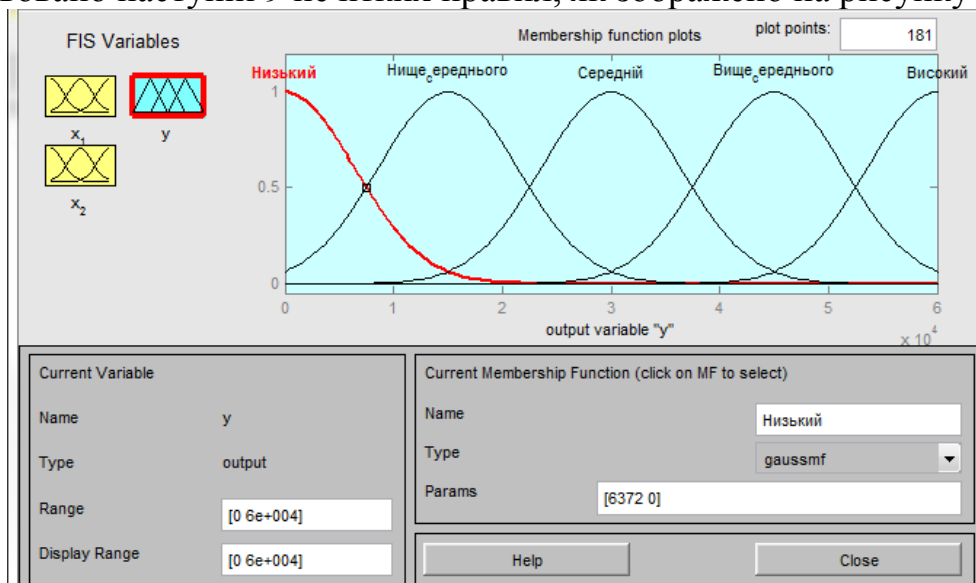 FIS Variables
x1
y
x2
Membership function plots
plot points: 181
Низький
Нище_середнього
Середній
Вище_середнього
Високий
1
0.5
0
0 1 2 3 4 5 6
x 10^4
output variable "y"
Current Variable
Name y
Type output
Range [0 6e+004]
Display Range [0 6e+004]
Current Membership Function (click on MF to select)
Name Низький
Type gaussmf
Params [6372 0]
Help
Close